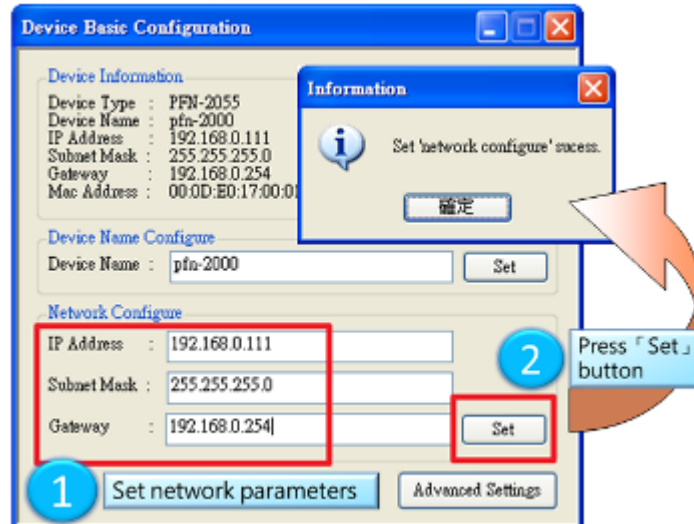 Device Basic Configuration
Device Information
Device Type : PFN-2055
Device Name : pfn-2000
IP Address : 192.168.0.111
Subnet Mask : 255.255.255.0
Gateway : 192.168.0.254
Mac Address : 00:0D:E0:17:00:01
Information
Set 'network configure' sucess.
確定
Device Name Configure
Device Name : pfn-2000
Set
Network Configure
IP Address : 192.168.0.111
Subnet Mask : 255.255.255.0
Gateway : 192.168.0.254
Set
2
Press「Set」
button
1
Set network parameters
Advanced Settings